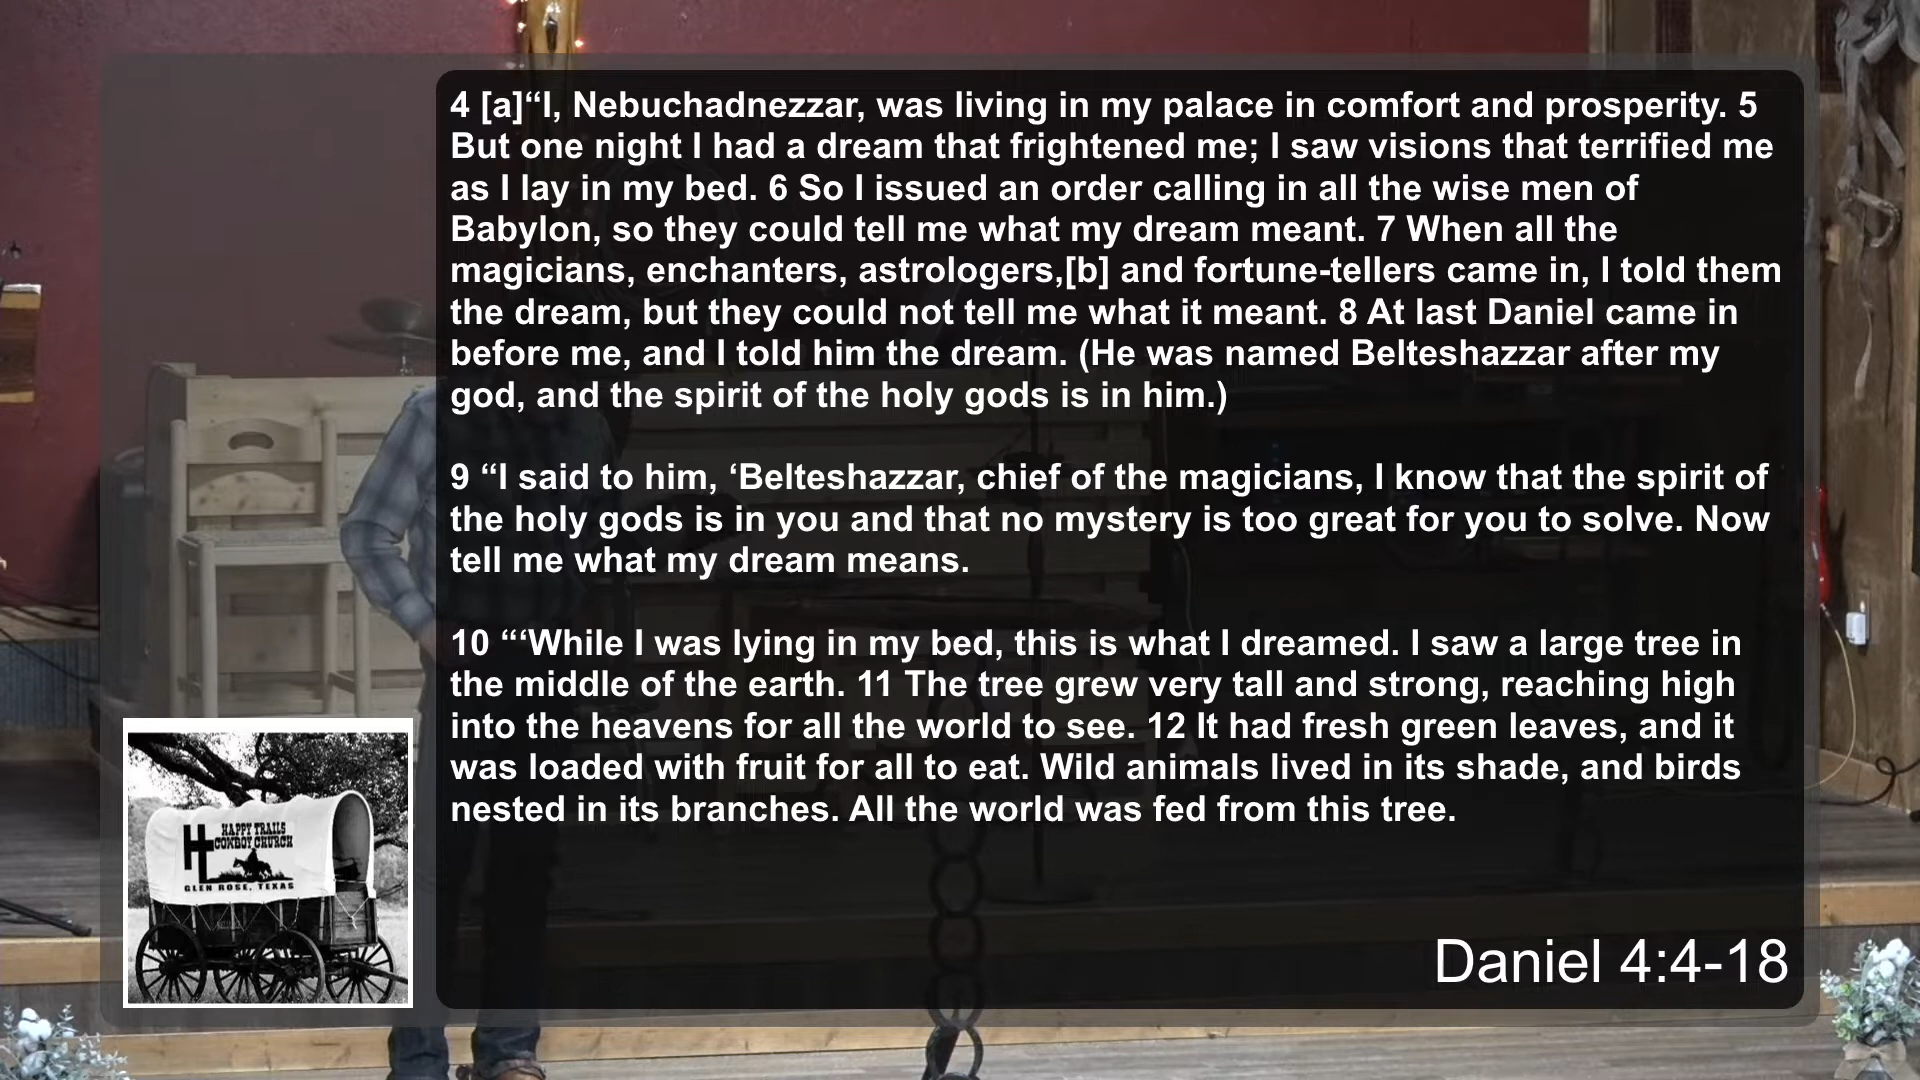 4 [a]“I, Nebuchadnezzar, was living in my palace in comfort and prosperity. 5
But one night I had a dream that frightened me; I saw visions that terrified me
as I lay in my bed. 6 So I issued an order calling in all the wise men of
Babylon, so they could tell me what my dream meant. 7 When all the
magicians, enchanters, astrologers,[b] and fortune-tellers came in, I told them
the dream, but they could not tell me what it meant. 8 At last Daniel came in
before me, and I told him the dream. (He was named Belteshazzar after my
god, and the spirit of the holy gods is in him.)
9 “I said to him, ‘Belteshazzar, chief of the magicians, I know that the spirit of
the holy gods is in you and that no mystery is too great for you to solve. Now
tell me what my dream means.
10 “‘While I was lying in my bed, this is what I dreamed. I saw a large tree in
the middle of the earth. 11 The tree grew very tall and strong, reaching high
into the heavens for all the world to see. 12 It had fresh green leaves, and it
was loaded with fruit for all to eat. Wild animals lived in its shade, and birds
nested in its branches. All the world was fed from this tree.
Daniel 4:4-18
HAPPY TRAILS
COWBOY CHURCH
GLEN ROSE, TEXAS